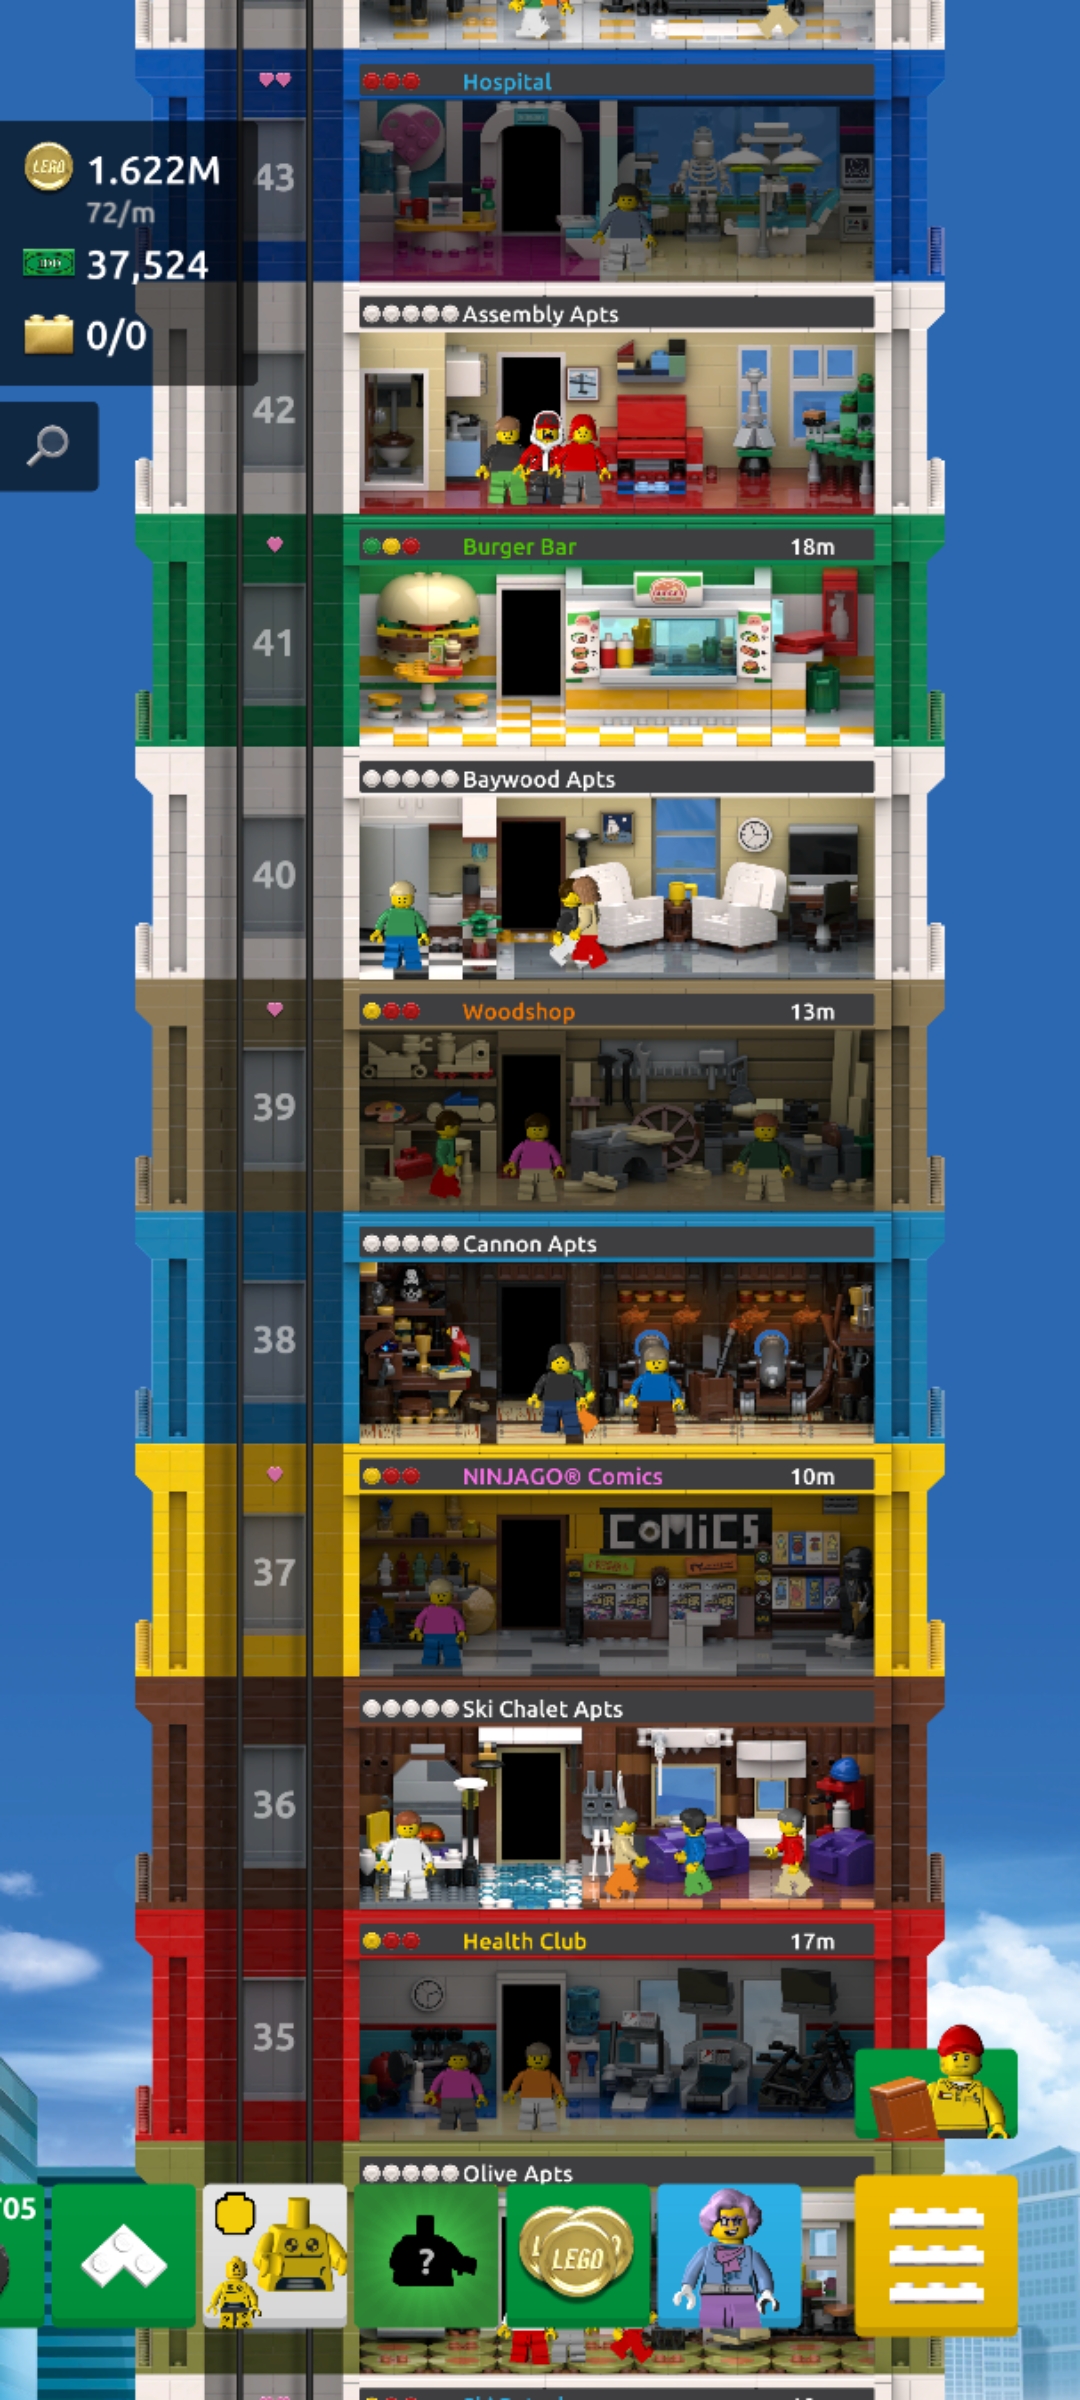 Hospital
43
LEGO 1.622M
72/m
37,524
0/0
Assembly Apts
42
Burger Bar 18m
41
Baywood Apts
40
Woodshop 13m
39
Cannon Apts
38
NINJAGO® Comics 10m
COMiCS
37
Ski Chalet Apts
36
Health Club 17m
35
Olive Apts
T05
?
LEGO